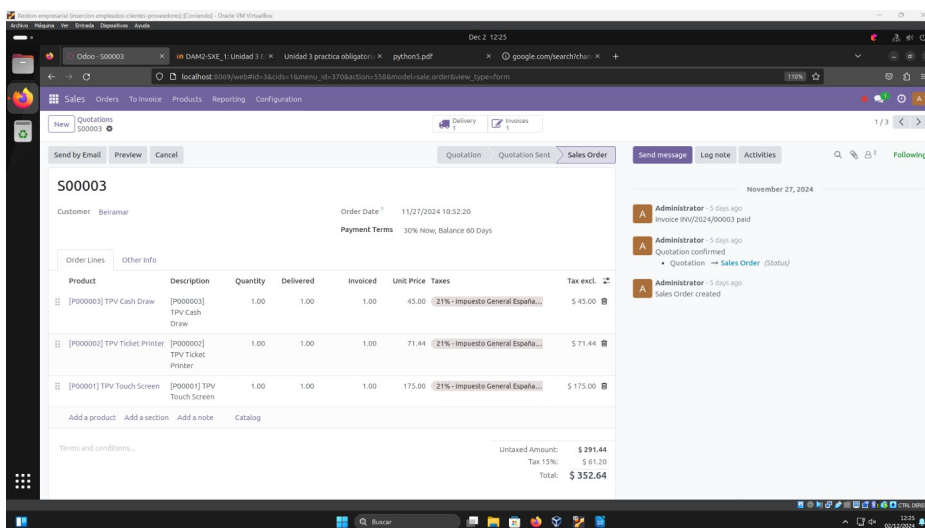 Xestion empresarial (insercion empleados-clientes-proveedores) [Corriendo] - Oracle VM VirtualBox
Archivo Máquina Ver Entrada Dispositivos Ayuda
Dec 2 12:25
Odoo - S00003 × DAM2-SXE_1: Unidad 3 E × Unidad 3 practica obligatori × python5.pdf × google.com/search?chan × +
localhost:8069/web#id=3&cids=1&menu_id=370&action=558&model=sale.order&view_type=form 110%
Sales Orders To Invoice Products Reporting Configuration 1 A
New Quotations Delivery Invoices 1/3
S00003 1 1
Send by Email Preview Cancel Quotation Quotation Sent Sales Order Send message Log note Activities 2 Following
S00003
November 27, 2024
Customer Beiramar Order Date ? 11/27/2024 10:52:20
A Administrator - 5 days ago
Invoice INV/2024/00003 paid
Payment Terms 30% Now, Balance 60 Days
A Administrator - 5 days ago
Quotation confirmed
• Quotation → Sales Order (Status)
A Administrator - 5 days ago
Sales Order created
Order Lines Other Info
Product Description Quantity Delivered Invoiced Unit Price Taxes Tax excl.
[P000003] TPV Cash Draw [P000003] 1.00 1.00 1.00 45.00 21% - Impuesto General España... $ 45.00
TPV Cash
Draw
[P000002] TPV Ticket Printer [P000002] 1.00 1.00 1.00 71.44 21% - Impuesto General España... $ 71.44
TPV Ticket
Printer
[P00001] TPV Touch Screen [P00001] TPV 1.00 1.00 1.00 175.00 21% - Impuesto General España... $ 175.00
Touch Screen
Add a product Add a section Add a note Catalog
Terms and conditions... Untaxed Amount: $ 291.44
Tax 15%: $ 61.20
Total: $ 352.64
CTRL DERE
Buscar 12:25
02/12/2024